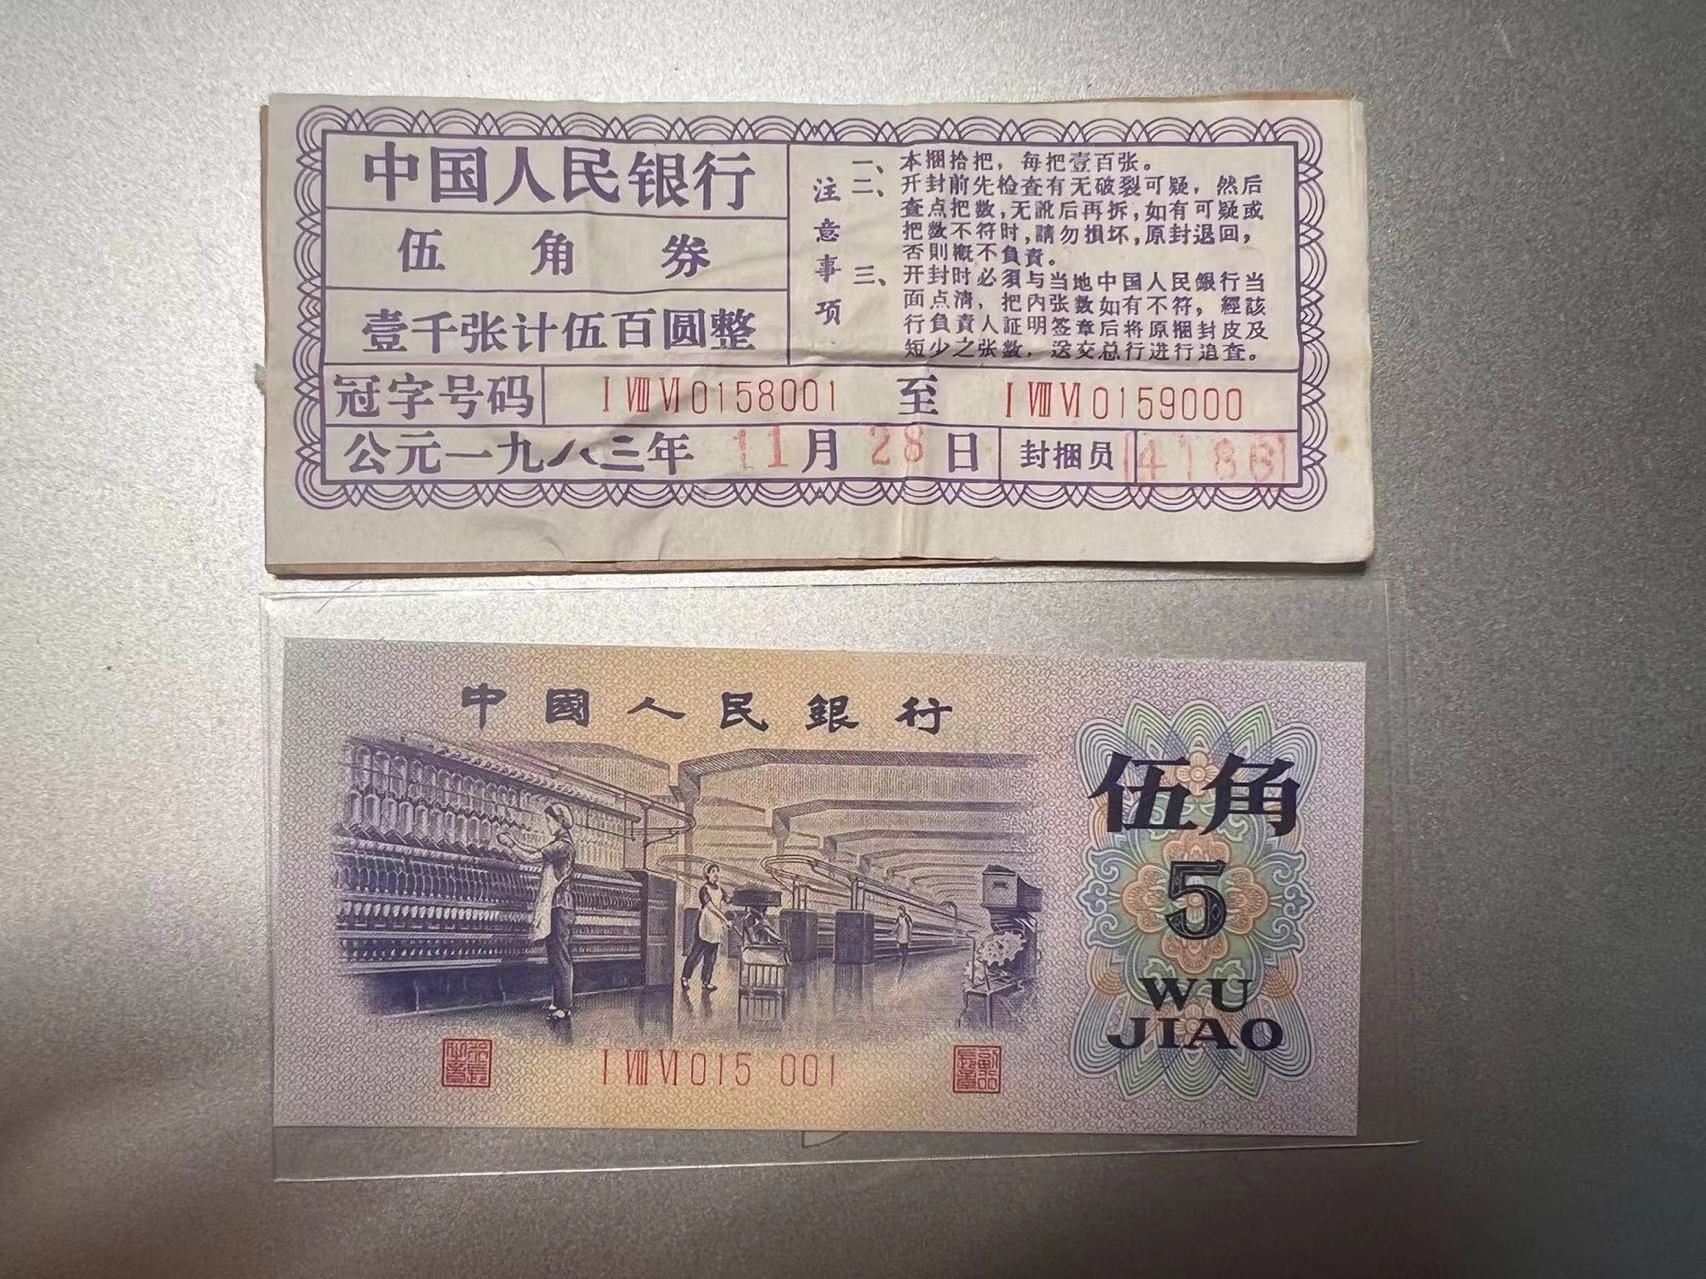 中国人民银行
伍角券
壹千张计伍百圆整
注意事项
一、本捆拾把，每把壹百张。
二、开封前先检查有无破裂可疑，然后
查点把数，无訛后再拆，如有可疑或
把数不符时，請勿損坏，原封退回，
否則概不負責。
三、开封时必須与当地中国人民銀行当
面点清，把内张数如有不符，經該
行負責人証明签章后将原捆封皮及
短少之张数，送交总行进行追查。
冠字号码 Ⅰ Ⅷ Ⅵ 0158001 至 Ⅰ Ⅷ Ⅵ 0159000
公元一九八三年 11月28日 封捆员 4186
中國人民銀行
伍角
5
WU
JIAO
Ⅰ Ⅷ Ⅵ 015 001